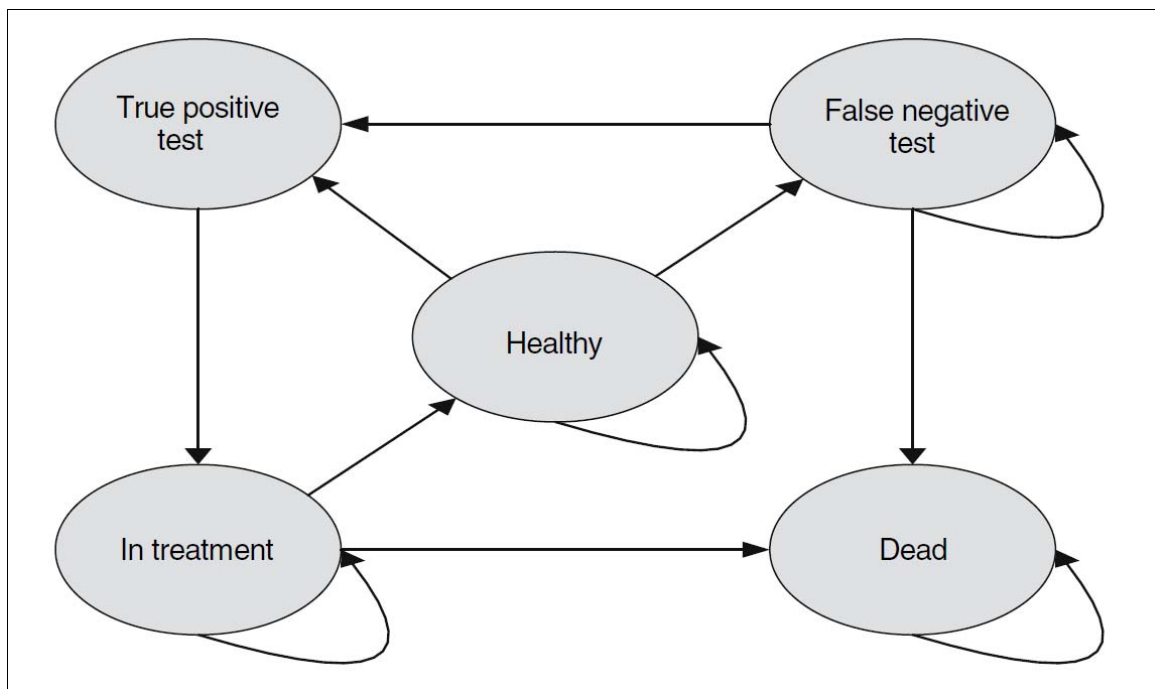 True positive
test
False negative
test
Healthy
In treatment
Dead